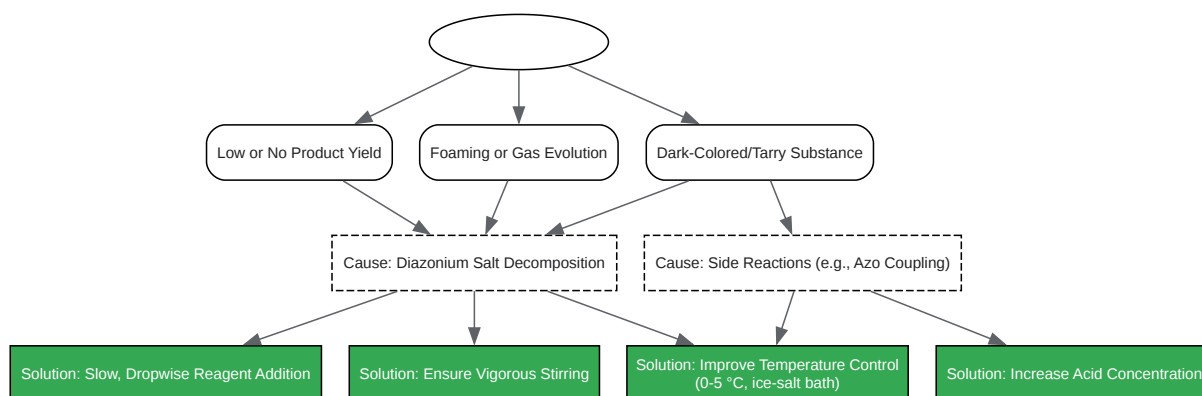 Low or No Product Yield
Foaming or Gas Evolution
Dark-Colored/Tarry Substance
Cause: Diazonium Salt Decomposition
Cause: Side Reactions (e.g., Azo Coupling)
Solution: Slow, Dropwise Reagent Addition
Solution: Ensure Vigorous Stirring
Solution: Improve Temperature Control
(0-5 °C, ice-salt bath)
Solution: Increase Acid Concentration